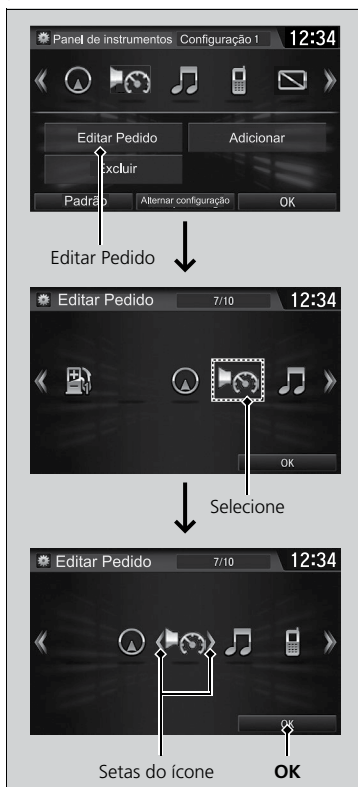 Panel de instrumentos Configuração 1 12:34
Editar Pedido Adicionar
Excluir
Padrão Alternar configuração OK
Editar Pedido
Editar Pedido 7/10 12:34
OK
Selecione
Editar Pedido 7/10 12:34
OK
Setas do ícone OK